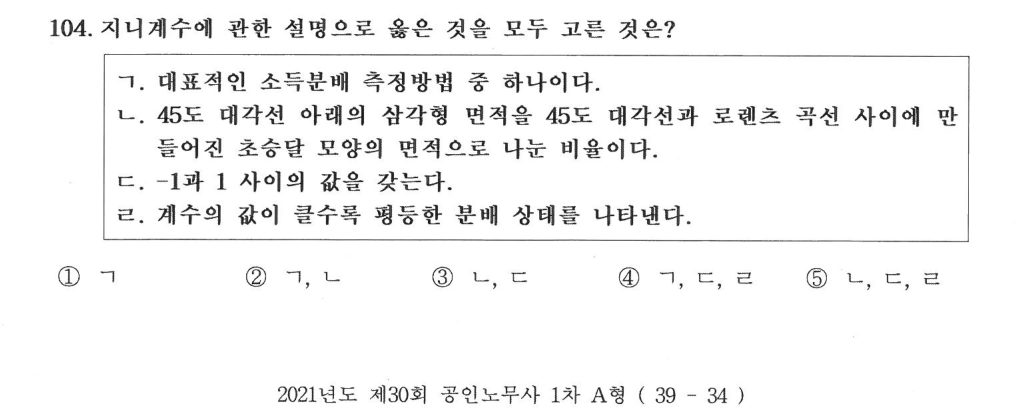 104. 지니계수에 관한 설명으로 옳은 것을 모두 고른 것은?
ㄱ. 대표적인 소득분배 측정방법 중 하나이다.
ㄴ. 45도 대각선 아래의 삼각형 면적을 45도 대각선과 로렌츠 곡선 사이에 만
들어진 초승달 모양의 면적으로 나눈 비율이다.
ㄷ. -1과 1 사이의 값을 갖는다.
ㄹ. 계수의 값이 클수록 평등한 분배 상태를 나타낸다.
① ㄱ ② ㄱ, ㄴ ③ ㄴ, ㄷ ④ ㄱ, ㄷ, ㄹ ⑤ ㄴ, ㄷ, ㄹ
2021년도 제30회 공인노무사 1차 A형 ( 39 - 34 )